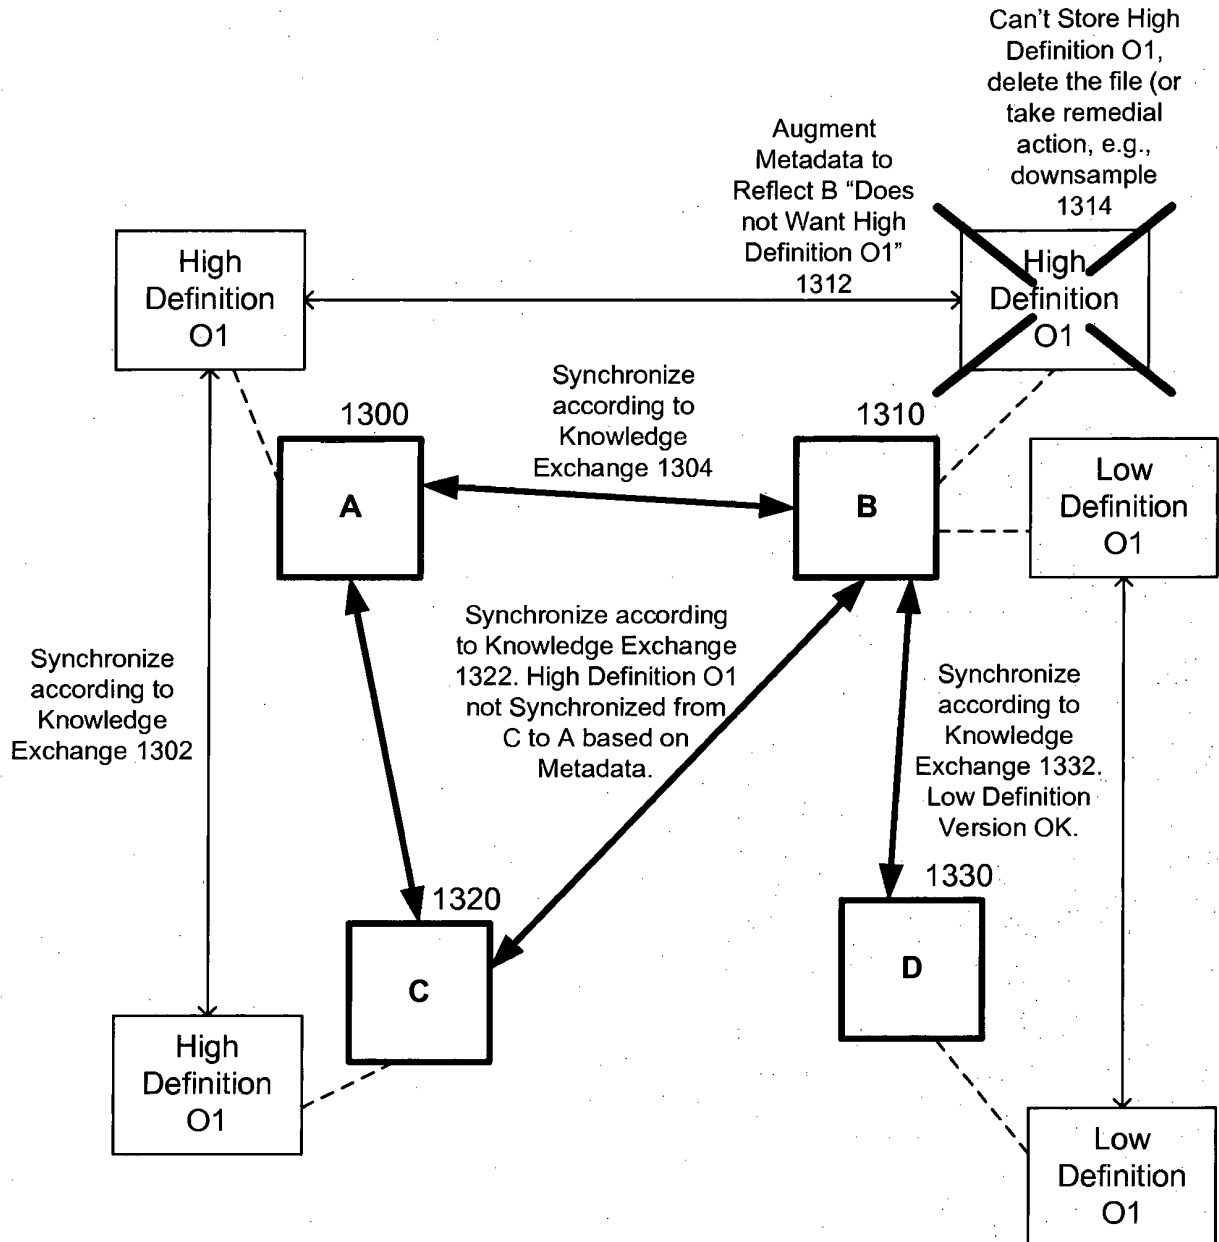 Can't Store High
Definition O1,
delete the file (or
take remedial
action, e.g.,
downsample
1314
Augment
Metadata to
Reflect B “Does
not Want High
Definition O1”
1312
High
Definition
O1
High
Definition
O1
Synchronize
according to
Knowledge
Exchange 1304
1300
A
1310
B
Low
Definition
O1
Synchronize
according to
Knowledge
Exchange 1302
Synchronize according
to Knowledge Exchange
1322. High Definition O1
not Synchronized from
C to A based on
Metadata.
Synchronize
according to
Knowledge
Exchange 1332.
Low Definition
Version OK.
1320
C
1330
D
High
Definition
O1
Low
Definition
O1